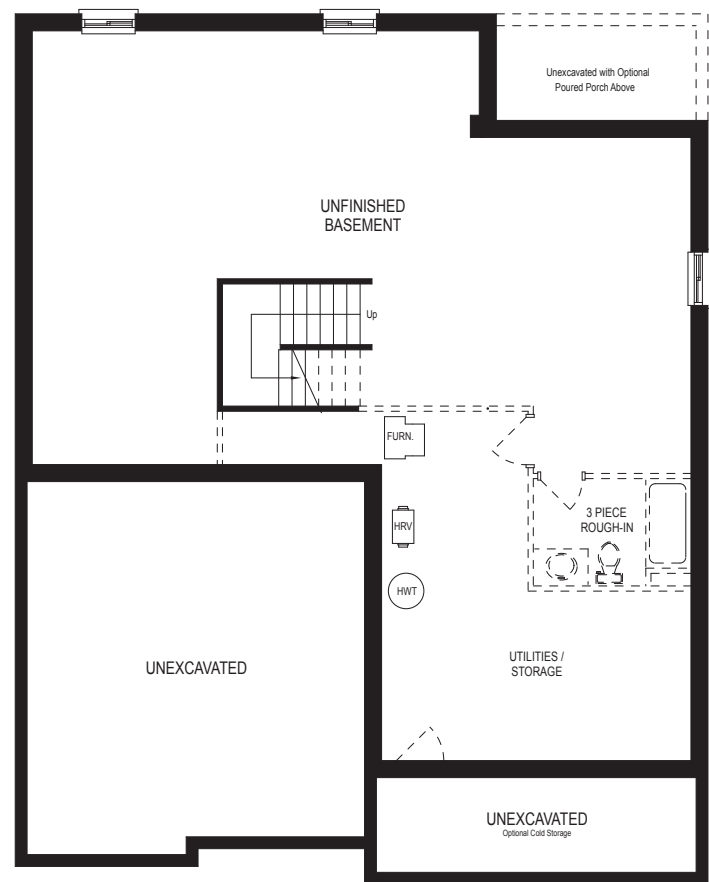 Unexcavated with Optional
Poured Porch Above
UNFINISHED
BASEMENT
Up
FURN.
3 PIECE
ROUGH-IN
HRV
HWT
UTILITIES /
STORAGE
UNEXCAVATED
UNEXCAVATED
Optional Cold Storage